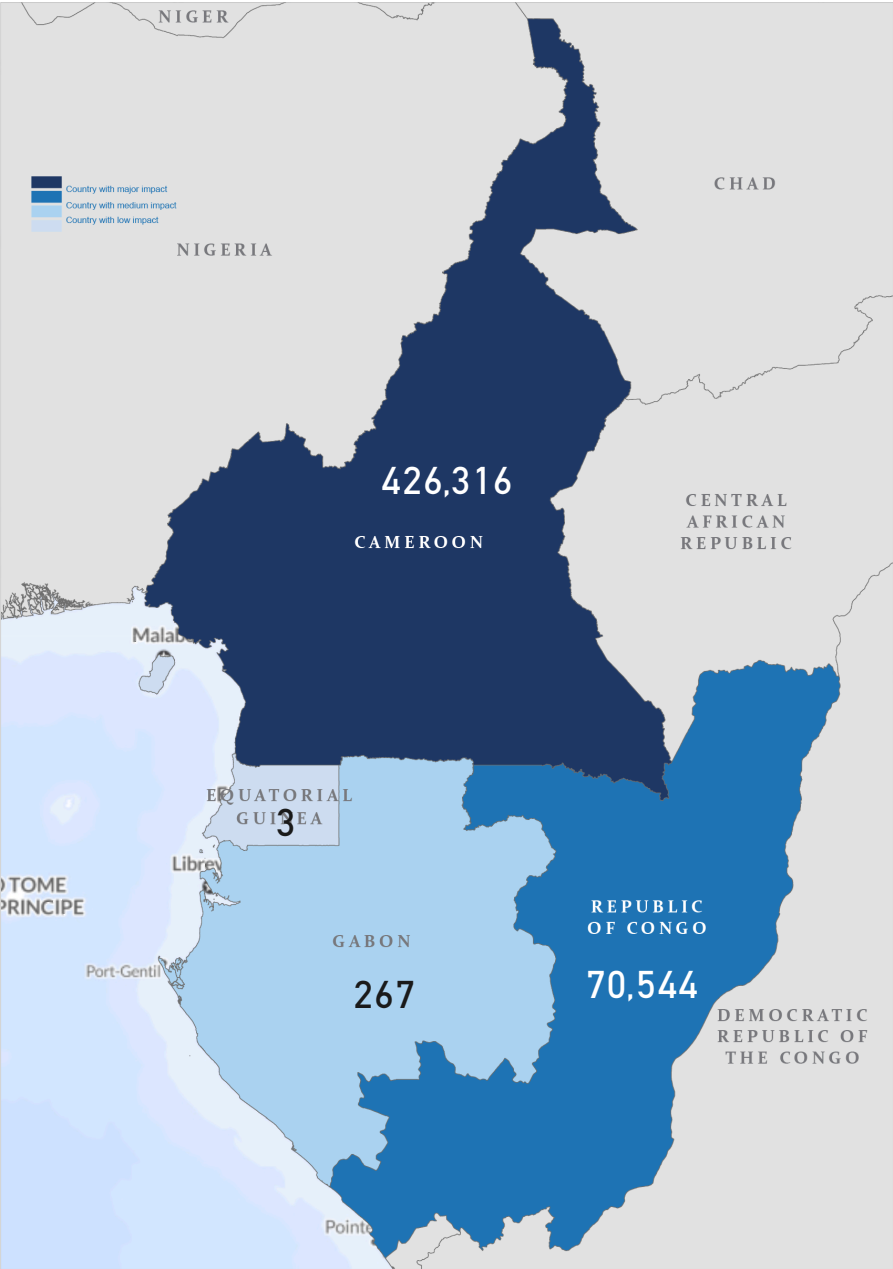 NIGER
CHAD
Country with major impact
Country with medium impact
Country with low impact
NIGERIA
426,316
CAMEROON
CENTRAL
AFRICAN
REPUBLIC
Malab
EQUATORIAL
GUINEA
3
Librev
TOME
PRINCIPE
REPUBLIC
OF CONGO
GABON
Port-Gentil
70,544
267
DEMOCRATIC
REPUBLIC OF
THE CONGO
Pointe